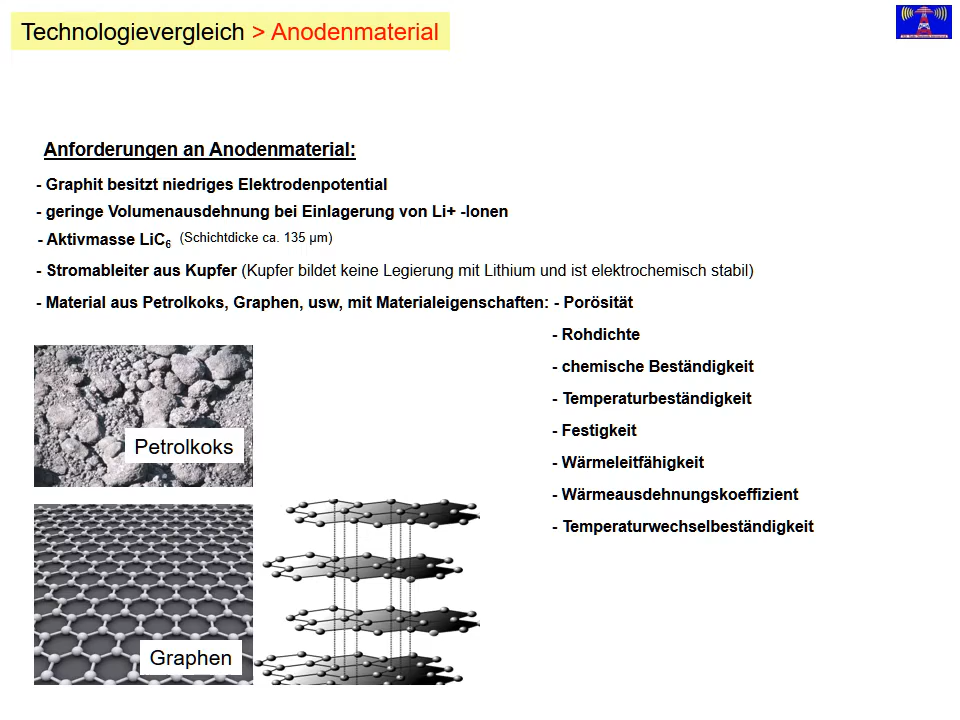 Technologievergleich > Anodenmaterial
Anforderungen an Anodenmaterial:
- Graphit besitzt niedriges Elektrodenpotential
- geringe Volumenausdehnung bei Einlagerung von Li+ -Ionen
- Aktivmasse LiC₆ (Schichtdicke ca. 135 µm)
- Stromableiter aus Kupfer (Kupfer bildet keine Legierung mit Lithium und ist elektrochemisch stabil)
- Material aus Petrolkoks, Graphen, usw, mit Materialeigenschaften: - Porösität
- Rohdichte
- chemische Beständigkeit
- Temperaturbeständigkeit
- Festigkeit
- Wärmeleitfähigkeit
- Wärmeausdehnungskoeffizient
- Temperaturwechselbeständigkeit
Petrolkoks
Graphen